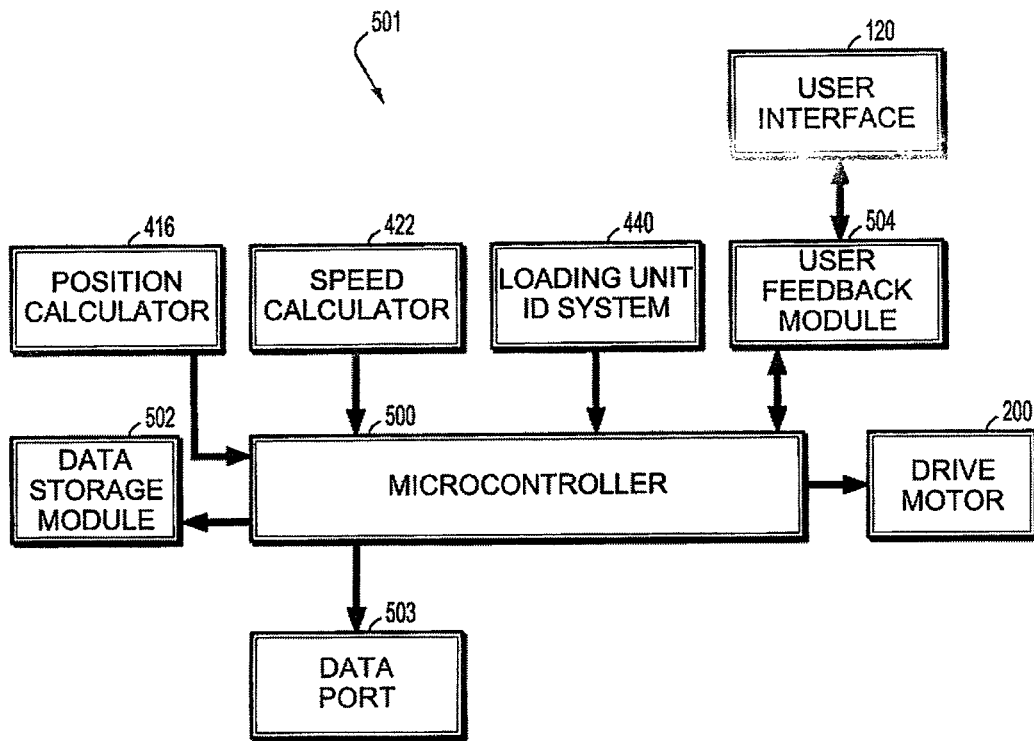 501
120
USER
INTERFACE
416
POSITION
CALCULATOR
422
SPEED
CALCULATOR
440
LOADING UNIT
ID SYSTEM
504
USER
FEEDBACK
MODULE
502
DATA
STORAGE
MODULE
500
MICROCONTROLLER
200
DRIVE
MOTOR
503
DATA
PORT